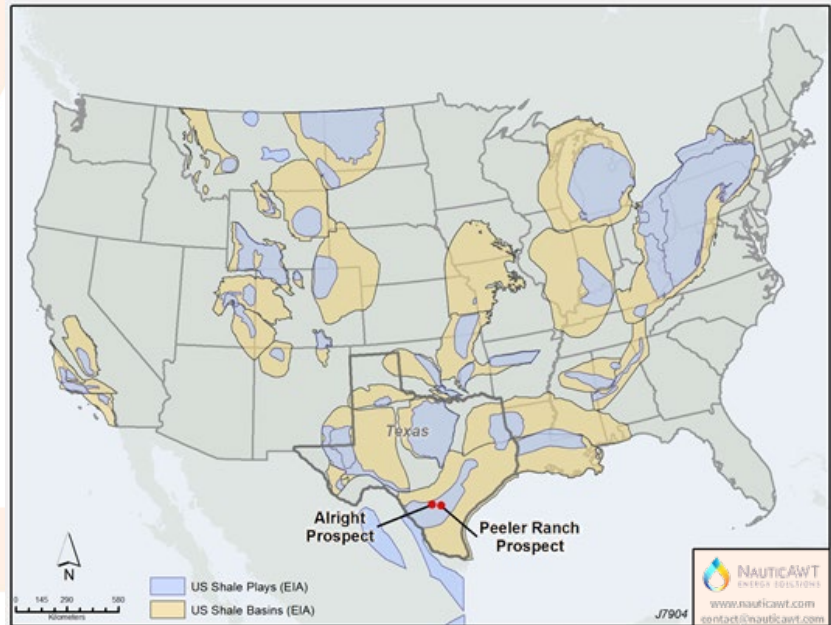 Texas
Alright
Prospect
Peeler Ranch
Prospect
N
0 145 290 580
Kilometers
US Shale Plays (EIA)
US Shale Basins (EIA)
J7904
NAUTICAWT
ENERGY SOLUTIONS
www.nauticawt.com
contact@nauticawt.com